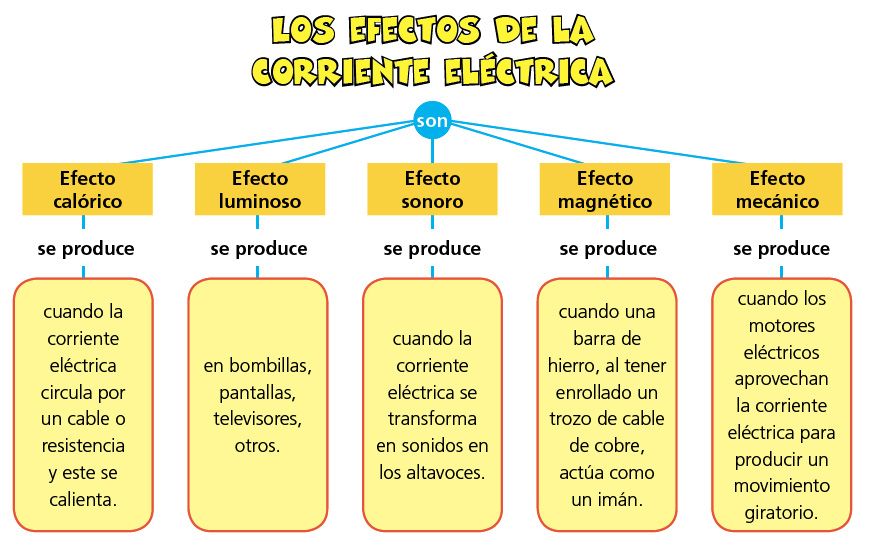 LOS EFECTOS DE LA
CORRIENTE ELÉCTRICA
son
Efecto
calórico
se produce
cuando la
corriente
eléctrica
circula por
un cable o
resistencia
y este se
calienta.
Efecto
luminoso
se produce
en bombillas,
pantallas,
televisores,
otros.
Efecto
sonoro
se produce
cuando la
corriente
eléctrica se
transforma
en sonidos en
los altavoces.
Efecto
magnético
se produce
cuando una
barra de
hierro, al tener
enrollado un
trozo de cable
de cobre,
actúa como
un imán.
Efecto
mecánico
se produce
cuando los
motores
eléctricos
aprovechan
la corriente
eléctrica para
producir un
movimiento
giratorio.